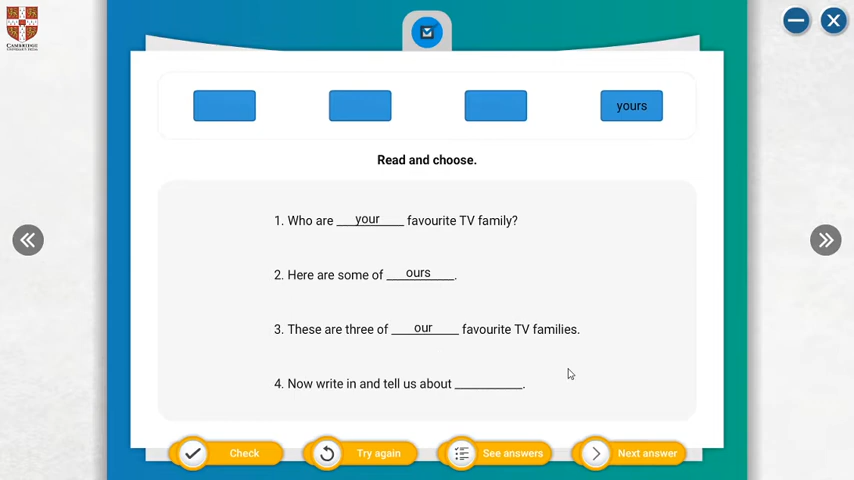 CAMBRIDGE
yours
Read and choose.
1. Who are your favourite TV family?
2. Here are some of ours.
3. These are three of our favourite TV families.
4. Now write in and tell us about __________.
Check
Try again
See answers
Next answer